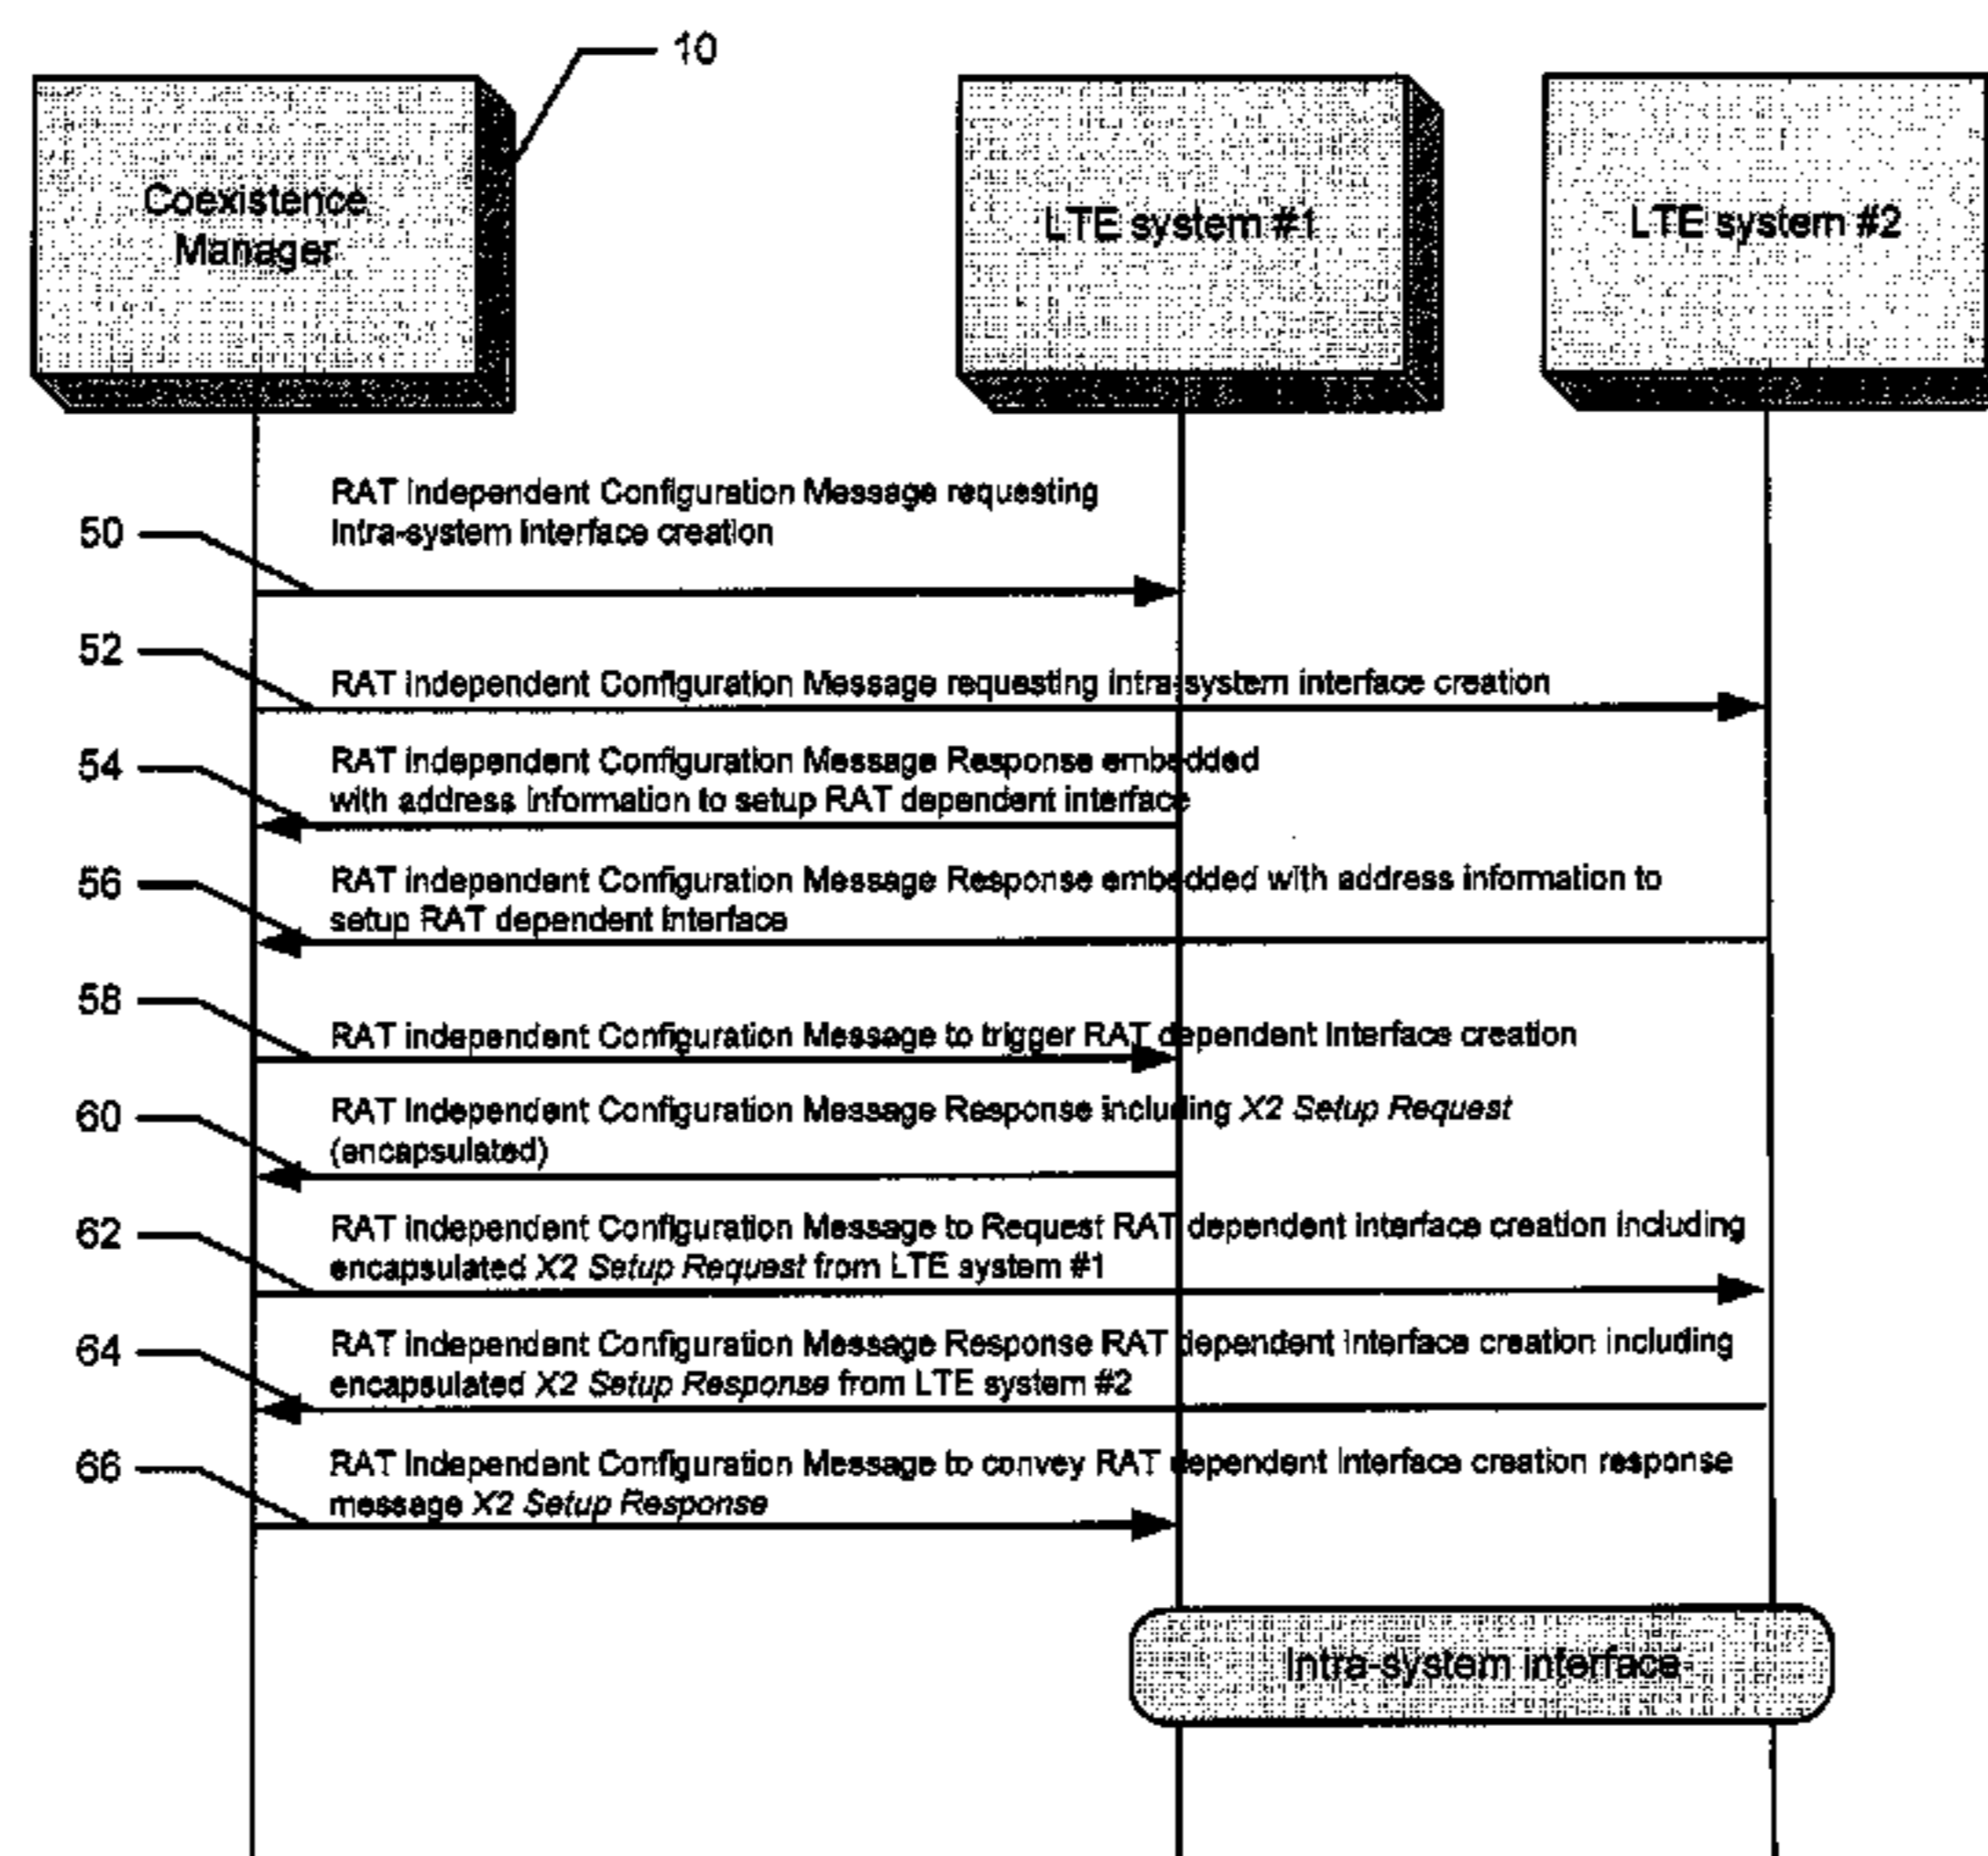 10
Coexistence
Manager
LTE system #1
LTE system #2
RAT Independent Configuration Message requesting
intra-system interface creation
50
52
RAT Independent Configuration Message requesting intra-system interface creation
54
RAT Independent Configuration Message Response embedded
with address information to setup RAT dependent interface
56
RAT Independent Configuration Message Response embedded with address information to
setup RAT dependent interface
58
RAT independent Configuration Message to trigger RAT dependent interface creation
60
RAT Independent Configuration Message Response including X2 Setup Request
(encapsulated)
62
RAT independent Configuration Message to Request RAT dependent interface creation including
encapsulated X2 Setup Request from LTE system #1
64
RAT independent Configuration Message Response RAT dependent interface creation including
encapsulated X2 Setup Response from LTE system #2
66
RAT Independent Configuration Message to convey RAT dependent interface creation response
message X2 Setup Response
Intra-system interface